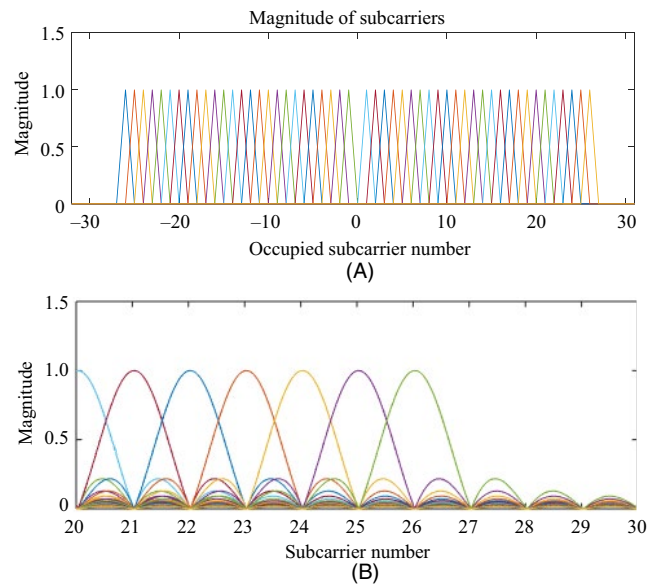 Magnitude of subcarriers
1.5
1.0
0.5
0
Magnitude
–30 –20 –10 0 10 20 30
Occupied subcarrier number
(A)
1.5
1.0
0.5
0
Magnitude
20 21 22 23 24 25 26 27 28 29 30
Subcarrier number
(B)